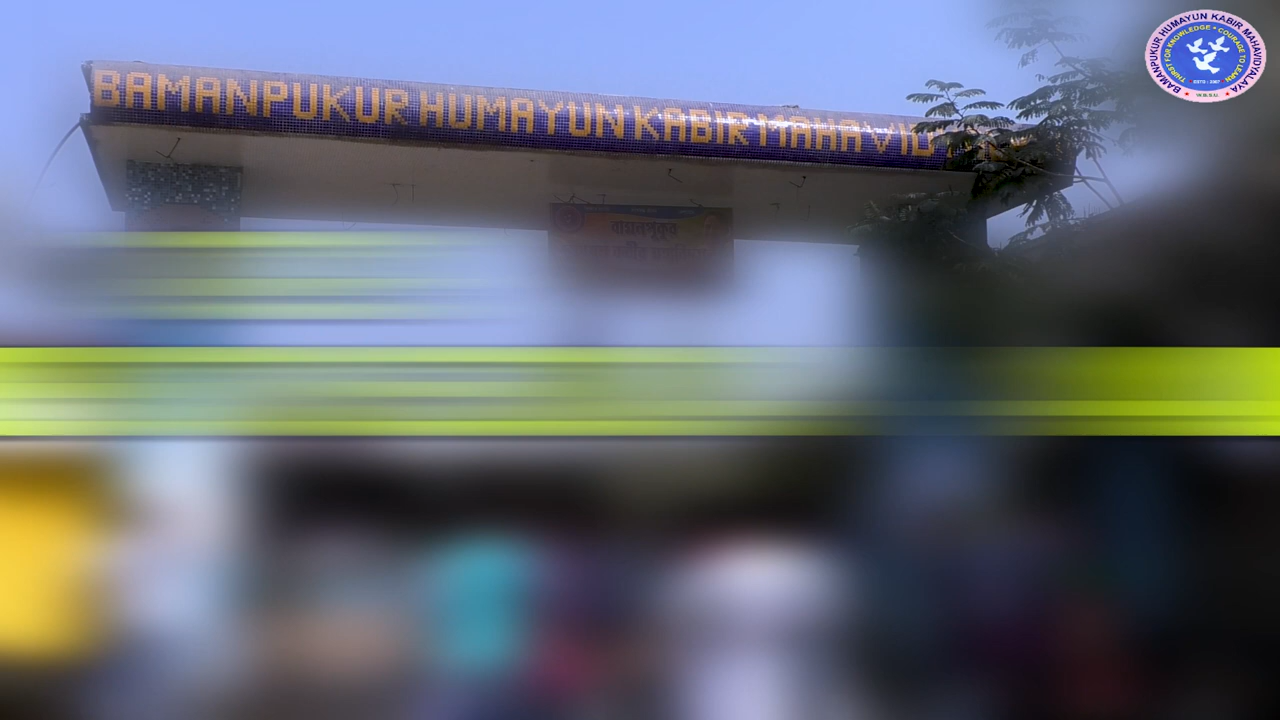 BAMANPUKUR HUMAYUN KABIR MAHAVID
বামনপুকুর
BAMANPUKUR HUMAYUN KABIR MAHAVIDYALAYA
THIRST FOR KNOWLEDGE • COURAGE TO LEARN
W.B.S.U.